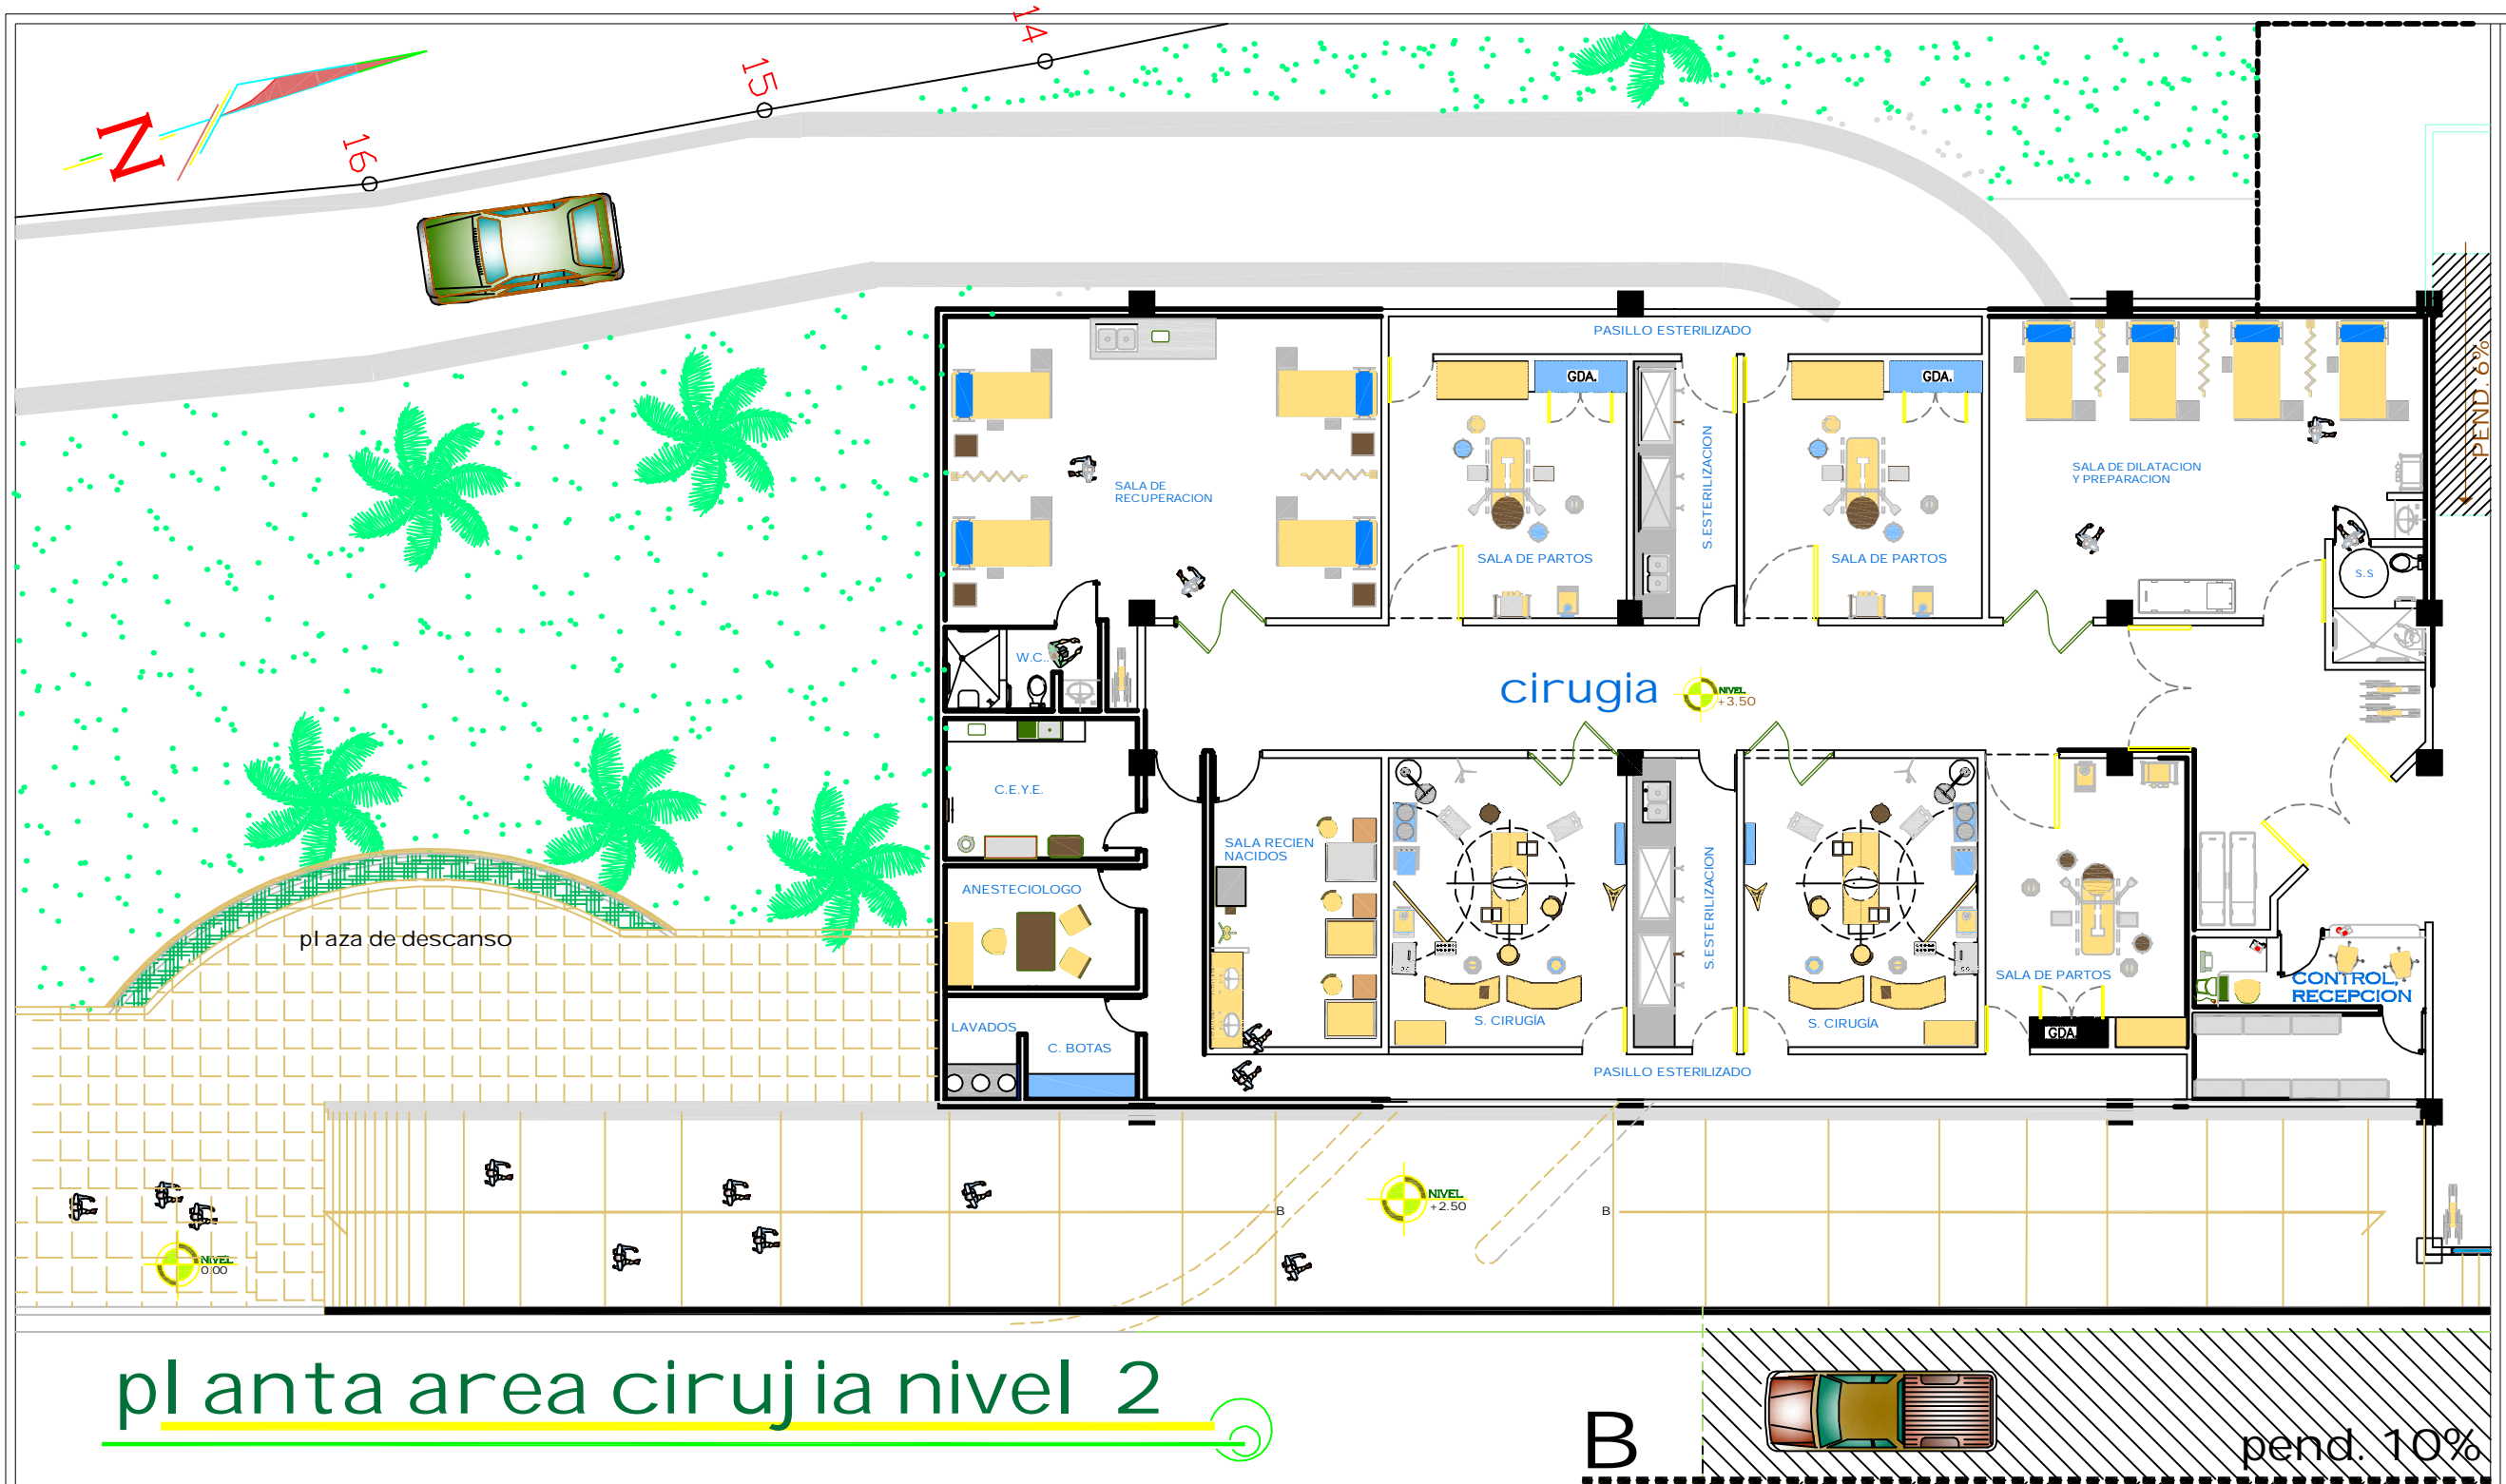 14
15
16
N
PASILLO ESTERILIZADO
GDA.
GDA.
PEND. 6%
SALA DE
RECUPERACION
S.ESTERILIZACION
SALA DE DILATACION
Y PREPARACION
SALA DE PARTOS
SALA DE PARTOS
S.S
W.C..
cirugia
NIVEL
+3.50
C.E.Y.E.
SALA RECIEN
NACIDOS
ANESTECIOLOGO
S.ESTERILIZACION
plaza de descanso
SALA DE PARTOS
CONTROL,
RECEPCION
LAVADOS
C. BOTAS
S. CIRUGÍA
S. CIRUGÍA
GDA.
PASILLO ESTERILIZADO
NIVEL
+2.50
B
B
NIVEL
0.00
planta area cirujia nivel 2
B
pend. 10%